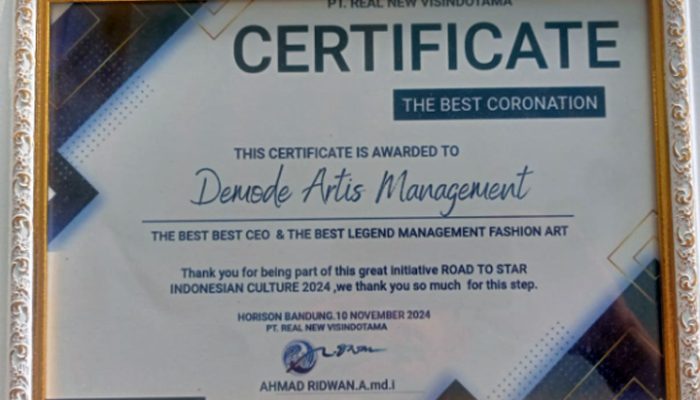 PT. REAL NEW VISINDOTAMA
CERTIFICATE
THE BEST CORONATION
THIS CERTIFICATE IS AWARDED TO
Demode Artis Management
THE BEST BEST CEO & THE BEST LEGEND MANAGEMENT FASHION ART
Thank you for being part of this great initiative ROAD TO STAR
INDONESIAN CULTURE 2024 ,we thank you so much for this step.
HORISON BANDUNG.10 NOVEMBER 2024
PT. REAL NEW VISINDOTAMA
AHMAD RIDWAN.A.md.i